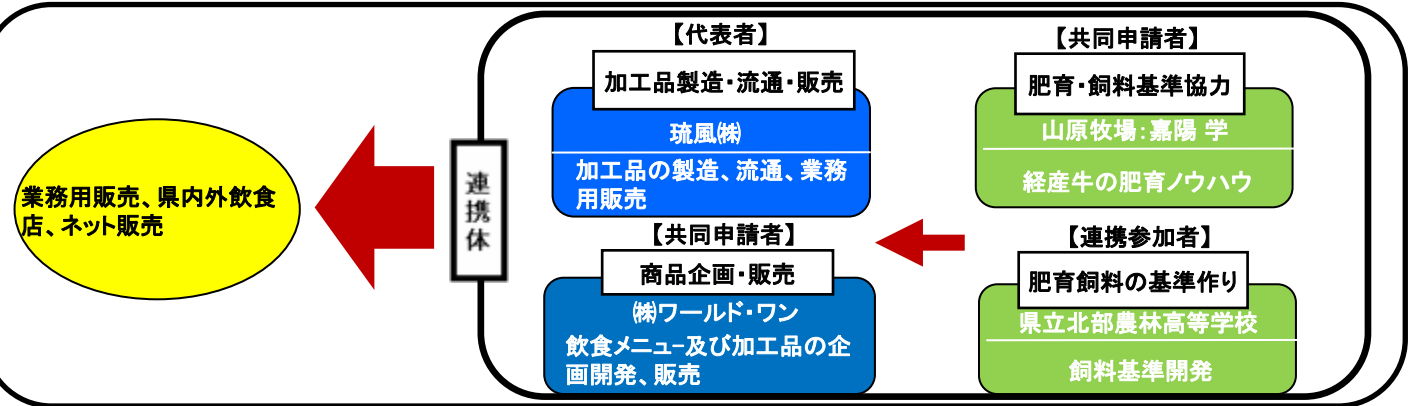 業務用販売、県内外飲食
店、ネット販売
連携体
【代表者】
加工品製造・流通・販売
琉風㈱
加工品の製造、流通、業務
用販売
【共同申請者】
商品企画・販売
㈱ワールド・ワン
飲食メニュー及び加工品の企
画開発、販売
【共同申請者】
肥育・飼料基準協力
山原牧場：嘉陽 学
経産牛の肥育ノウハウ
【連携参加者】
肥育飼料の基準作り
県立北部農林高等学校
飼料基準開発